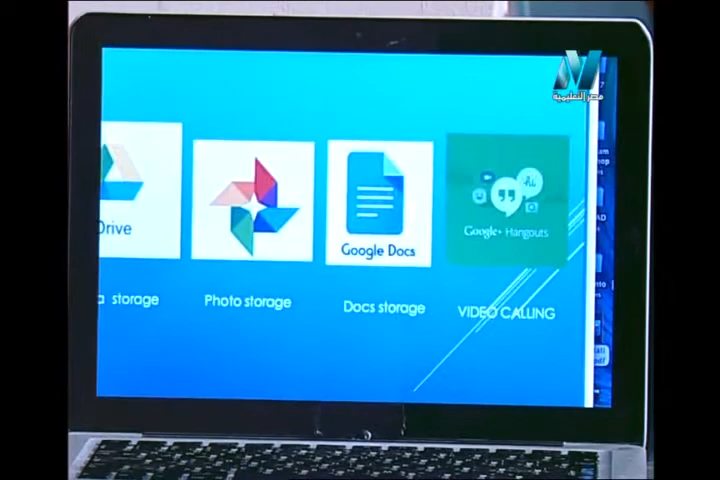 مصر التعليمية
Drive
Google Docs
Google+ Hangouts
a storage
Photo storage
Docs storage
VIDEO CALLING